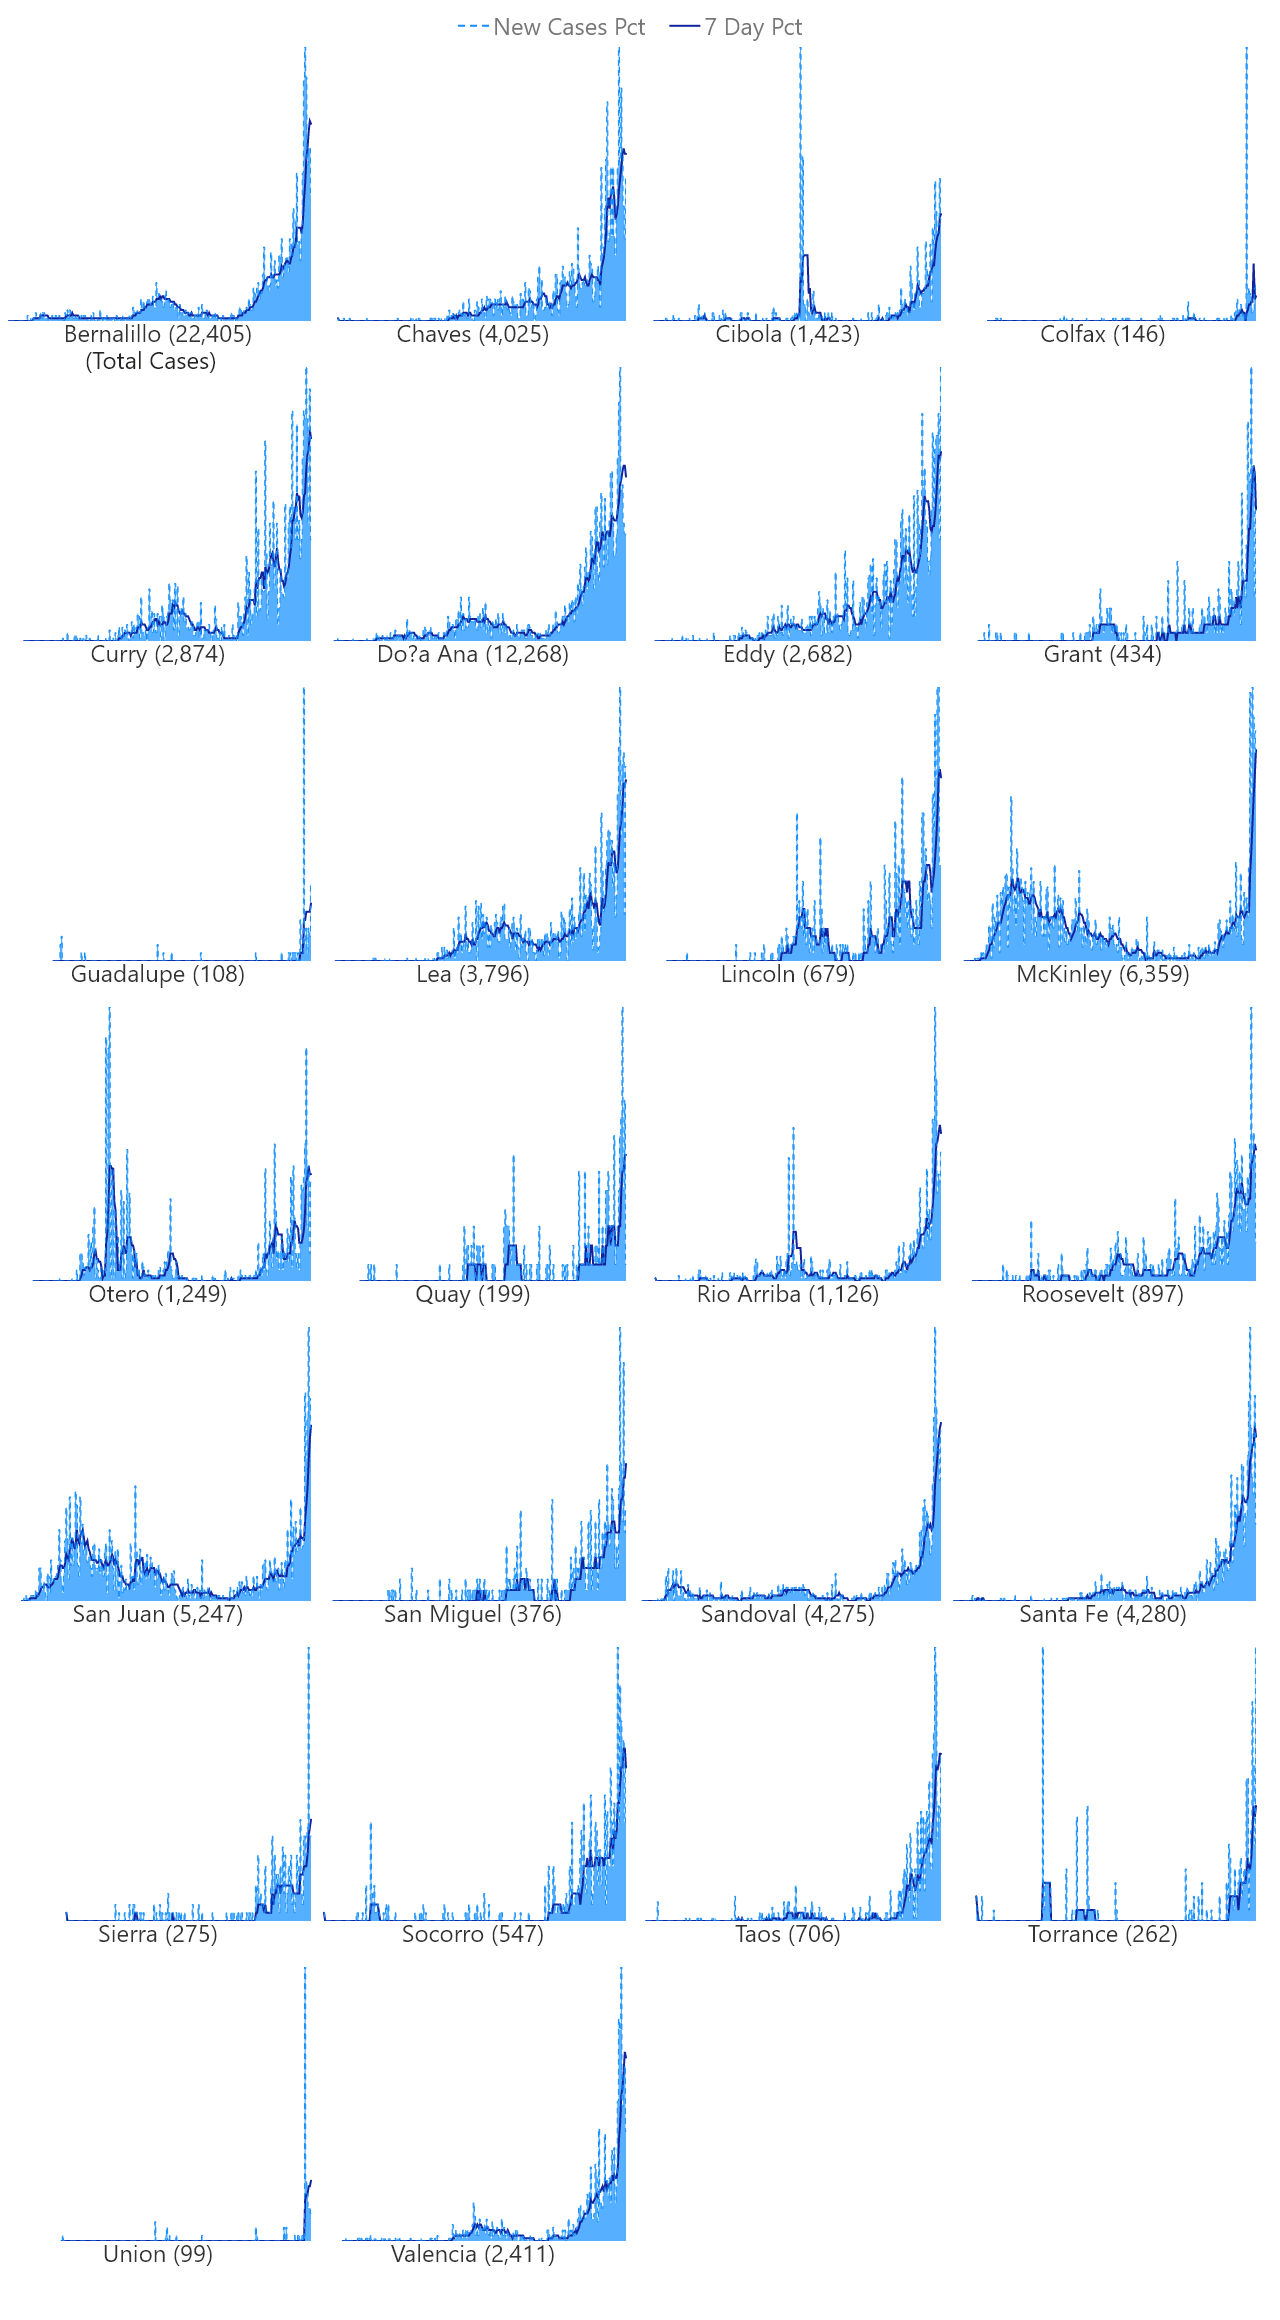 New Cases Pct 7 Day Pct
Bernalillo (22,405) Chaves (4,025) Cibola (1,423) Colfax (146)
(Total Cases)
Curry (2,874) Do?a Ana (12,268) Eddy (2,682) Grant (434)
Guadalupe (108) Lea (3,796) Lincoln (679) McKinley (6,359)
Otero (1,249) Quay (199) Rio Arriba (1,126) Roosevelt (897)
San Juan (5,247) San Miguel (376) Sandoval (4,275) Santa Fe (4,280)
Sierra (275) Socorro (547) Taos (706) Torrance (262)
Union (99) Valencia (2,411)